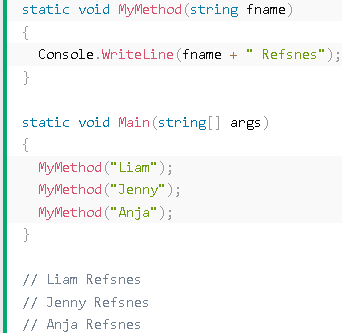 static void MyMethod(string fname)
{
  Console.WriteLine(fname + " Refsnes");
}

static void Main(string[] args)
{
  MyMethod("Liam");
  MyMethod("Jenny");
  MyMethod("Anja");
}

// Liam Refsnes
// Jenny Refsnes
// Anja Refsnes